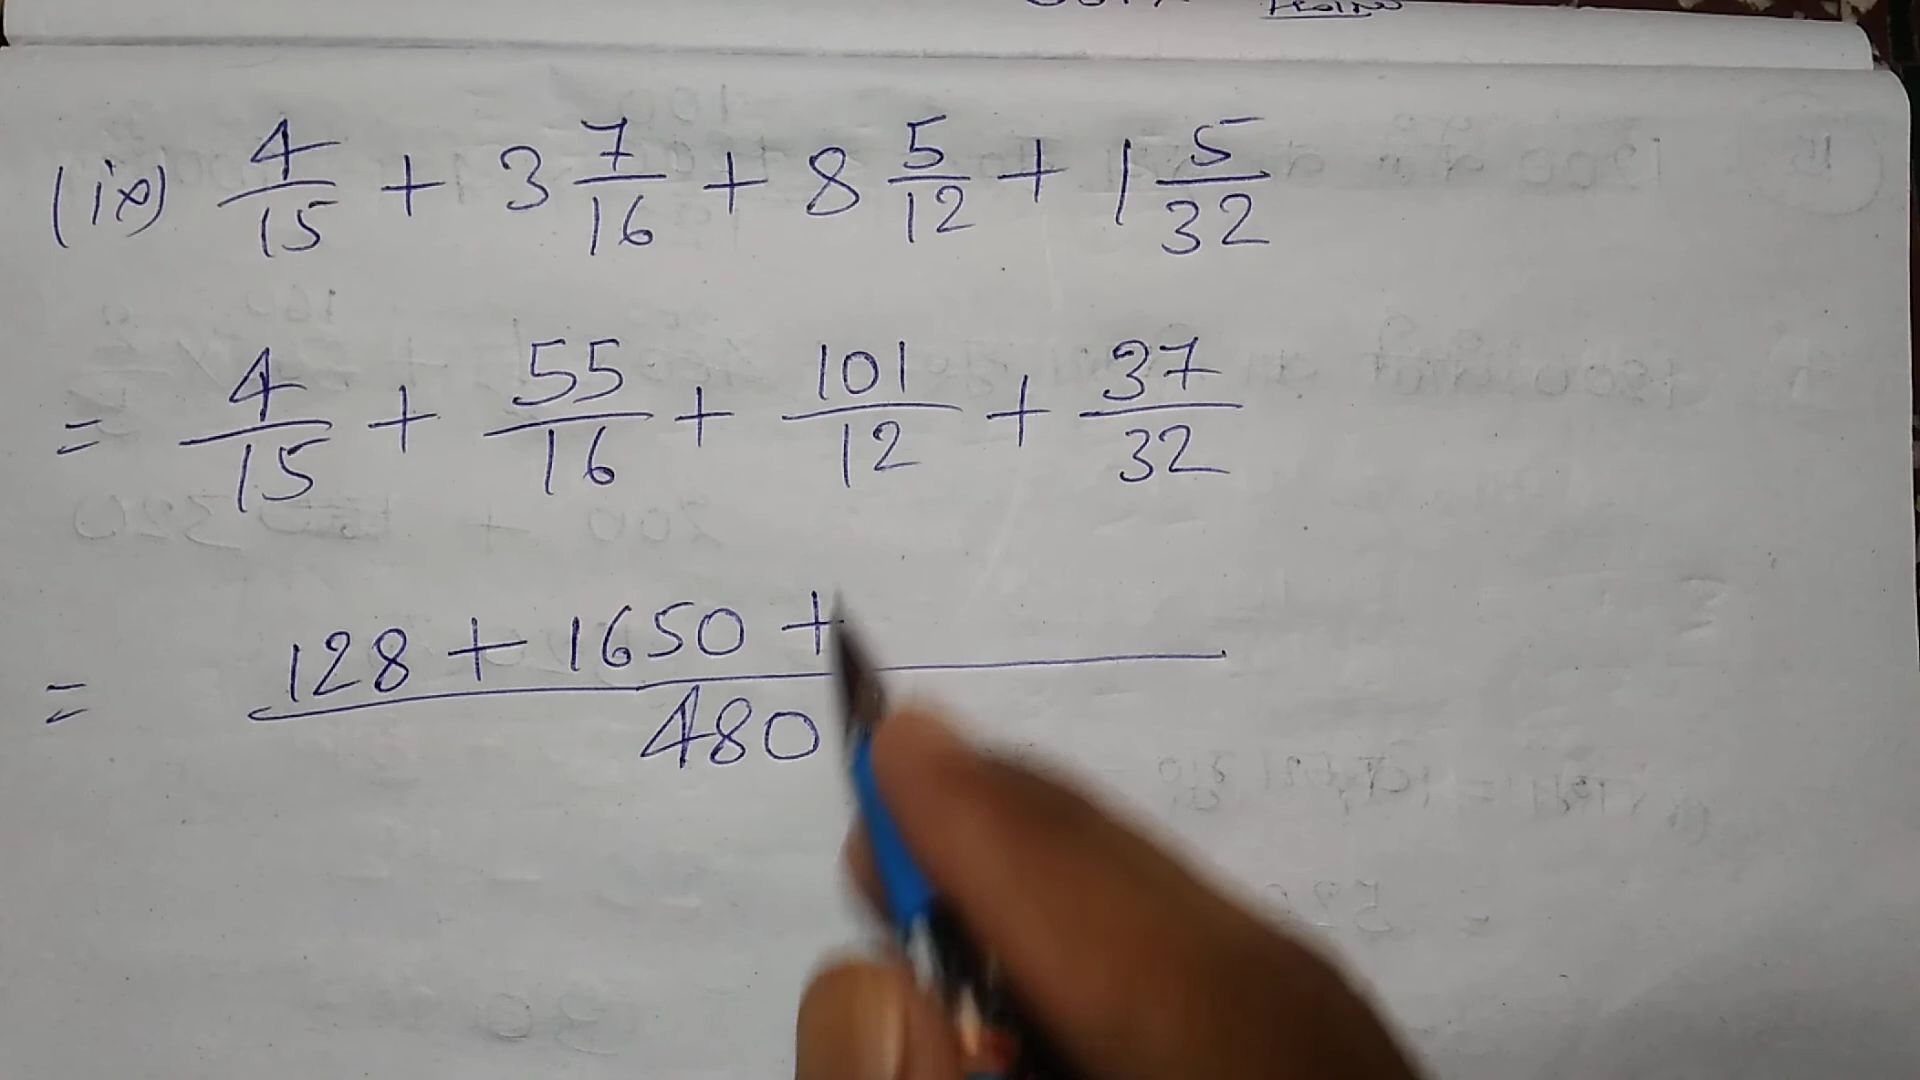 (ix) 4/15 + 3 7/16 + 8 5/12 + 1 5/32
= 4/15 + 55/16 + 101/12 + 37/32
= 128 + 1650 + / 480